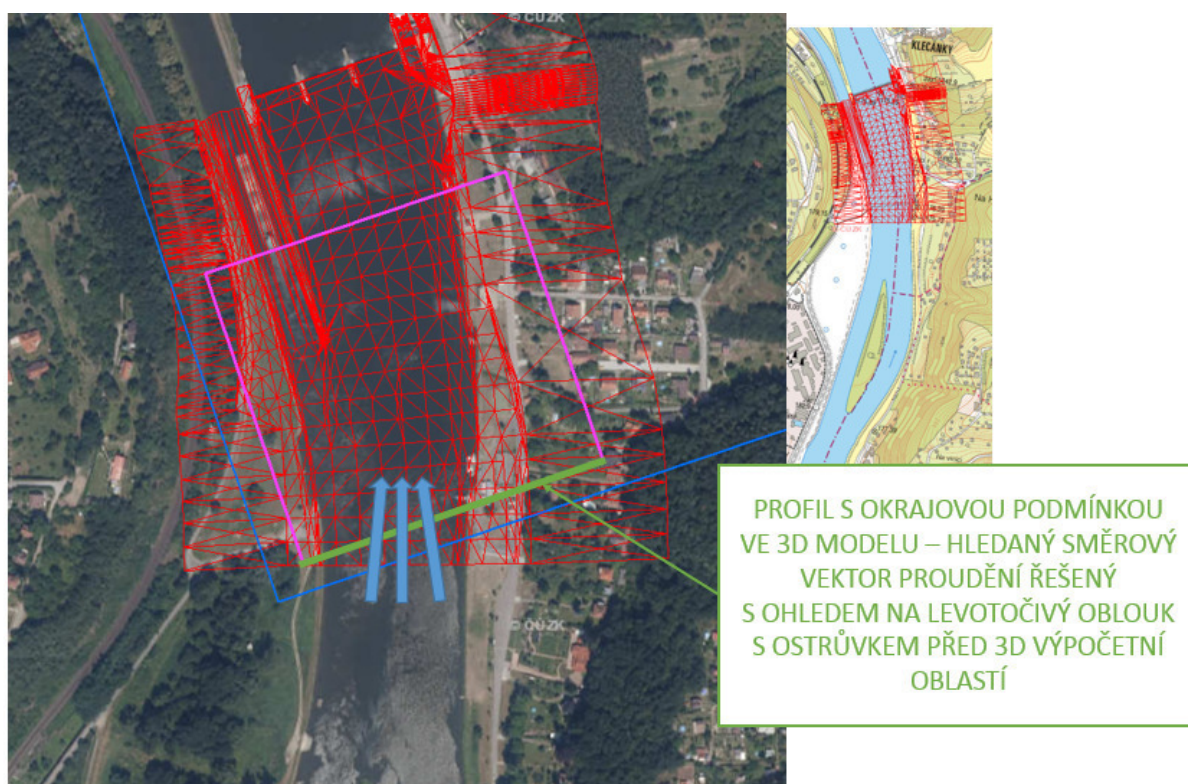 © ČÚZK
KLECÁNKY
© ČÚZK
PROFIL S OKRAJOVOU PODMÍNKOU
VE 3D MODELU – HLEDANÝ SMĚROVÝ
VEKTOR PROUDĚNÍ ŘEŠENÝ
S OHLEDEM NA LEVOTOČIVÝ OBLOUK
S OSTRŮVKEM PŘED 3D VÝPOČETNÍ
OBLASTÍ
© ČÚZK